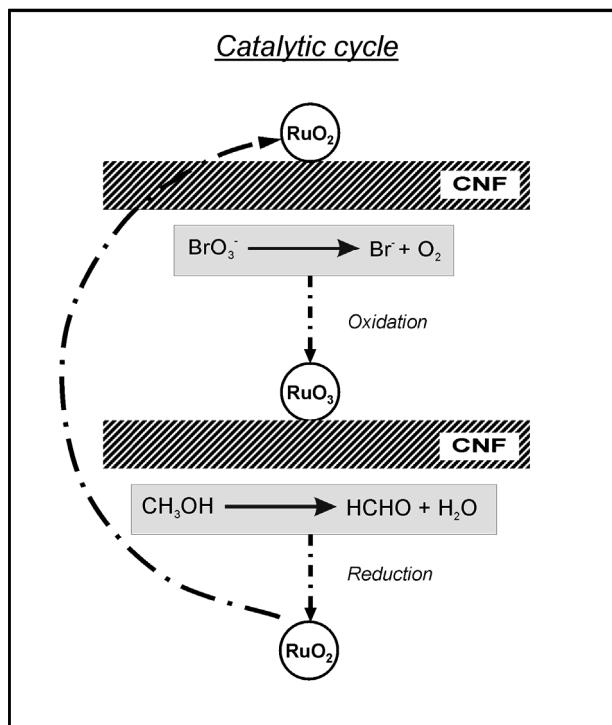 Catalytic cycle
RuO₂
CNF
BrO₃⁻ Br⁻ + O₂
Oxidation
RuO₃
CNF
CH₃OH HCHO + H₂O
Reduction
RuO₂